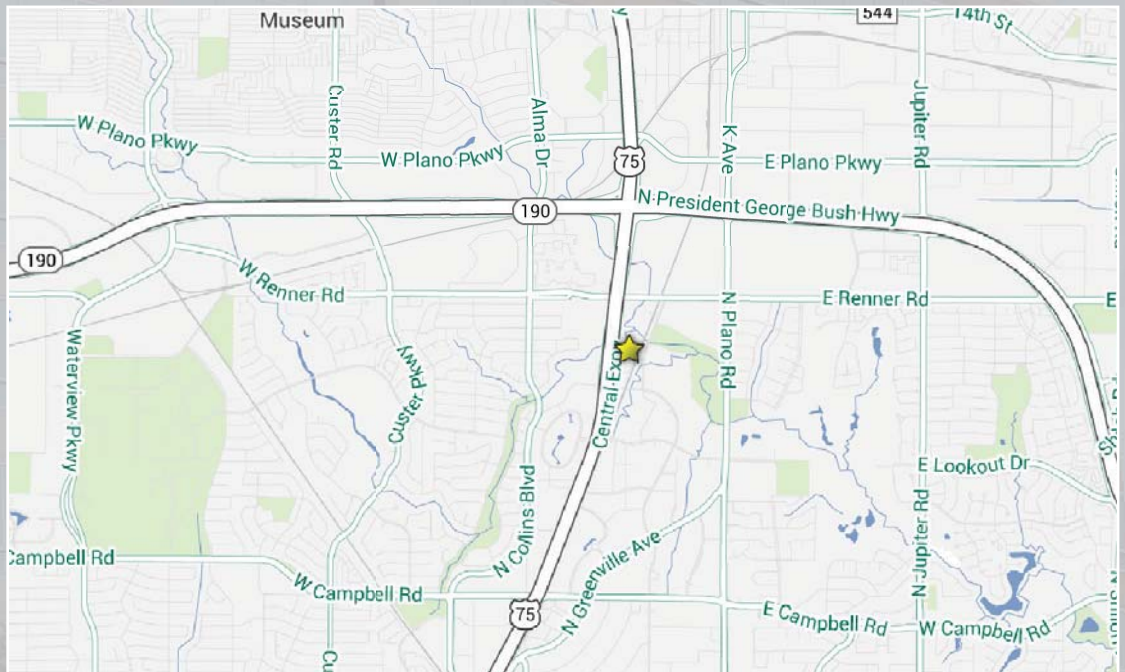 Museum
544
14th St
W Plano Pkwy
Custer Rd
Alma Dr
K Ave
Jupiter Rd
W Plano Pkwy
75
E Plano Pkwy
190
N President George Bush Hwy
190
W Renner Rd
E Renner Rd
E
Waterview Pkwy
Custer Pkwy
Central Exp
N Plano Rd
E Lookout Dr
N Collins Blvd
N Jupiter Rd
Campbell Rd
N Greenville Ave
W Campbell Rd
75
E Campbell Rd
W Campbell Rd
Cu